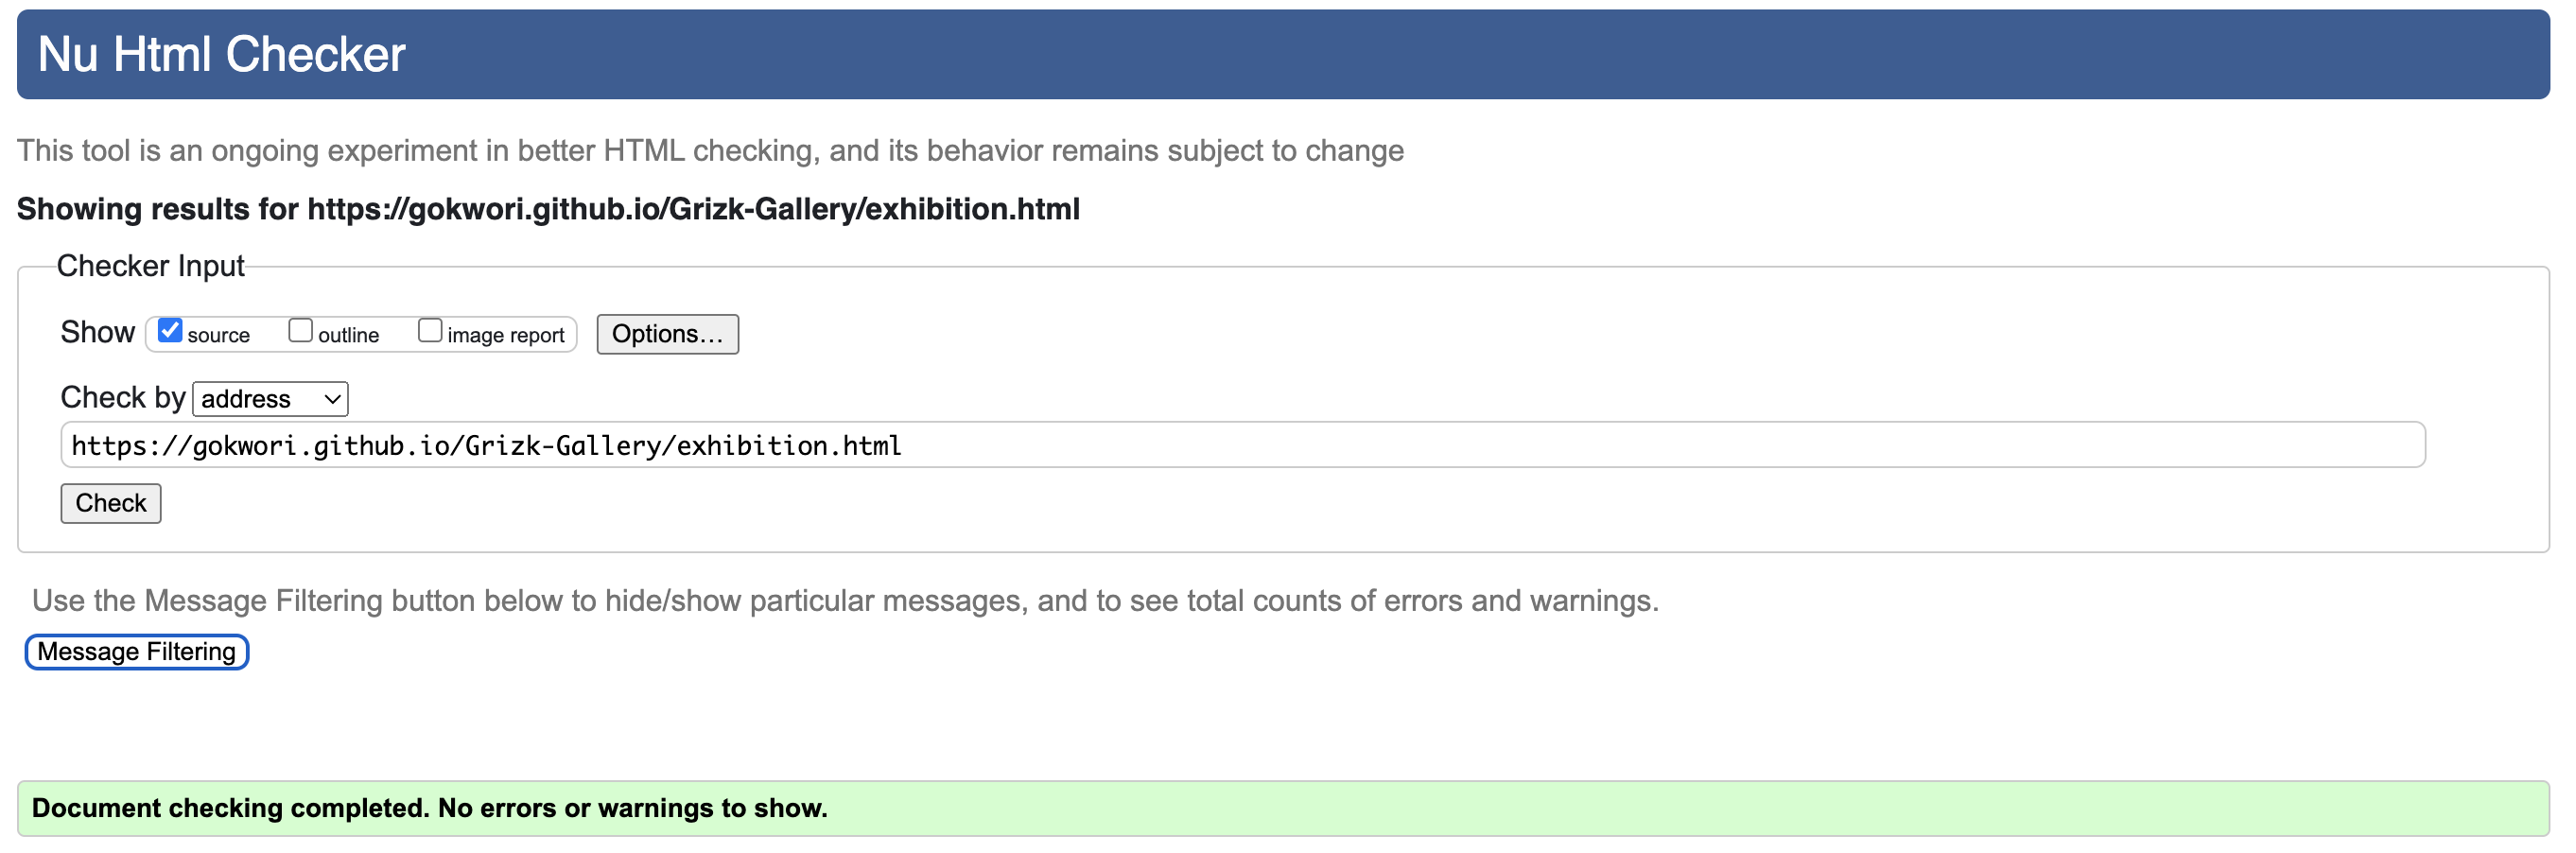 Nu Html Checker
This tool is an ongoing experiment in better HTML checking, and its behavior remains subject to change
Showing results for https://gokwori.github.io/Grizk-Gallery/exhibition.html
Checker Input
Show source outline image report Options...
Check by address
https://gokwori.github.io/Grizk-Gallery/exhibition.html
Check
Use the Message Filtering button below to hide/show particular messages, and to see total counts of errors and warnings.
Message Filtering
Document checking completed. No errors or warnings to show.